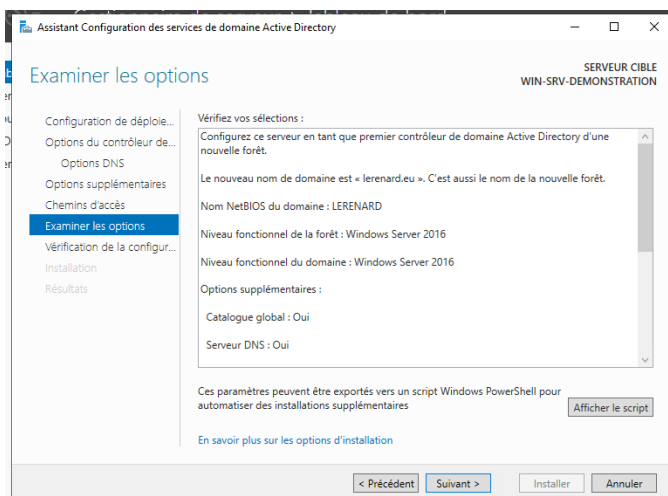 Assistant Configuration des services de domaine Active Directory
Examiner les options
SERVEUR CIBLE
WIN-SRV-DEMONSTRATION
Configuration de déploie...
Options du contrôleur de...
Options DNS
Options supplémentaires
Chemins d'accès
Examiner les options
Vérification de la configur...
Installation
Résultats
Vérifiez vos sélections :
Configurez ce serveur en tant que premier contrôleur de domaine Active Directory d'une
nouvelle forêt.
Le nouveau nom de domaine est « lerenard.eu ». C'est aussi le nom de la nouvelle forêt.
Nom NetBIOS du domaine : LERENARD
Niveau fonctionnel de la forêt : Windows Server 2016
Niveau fonctionnel du domaine : Windows Server 2016
Options supplémentaires :
Catalogue global : Oui
Serveur DNS : Oui
Ces paramètres peuvent être exportés vers un script Windows PowerShell pour
automatiser des installations supplémentaires
Afficher le script
En savoir plus sur les options d'installation
< Précédent
Suivant >
Installer
Annuler